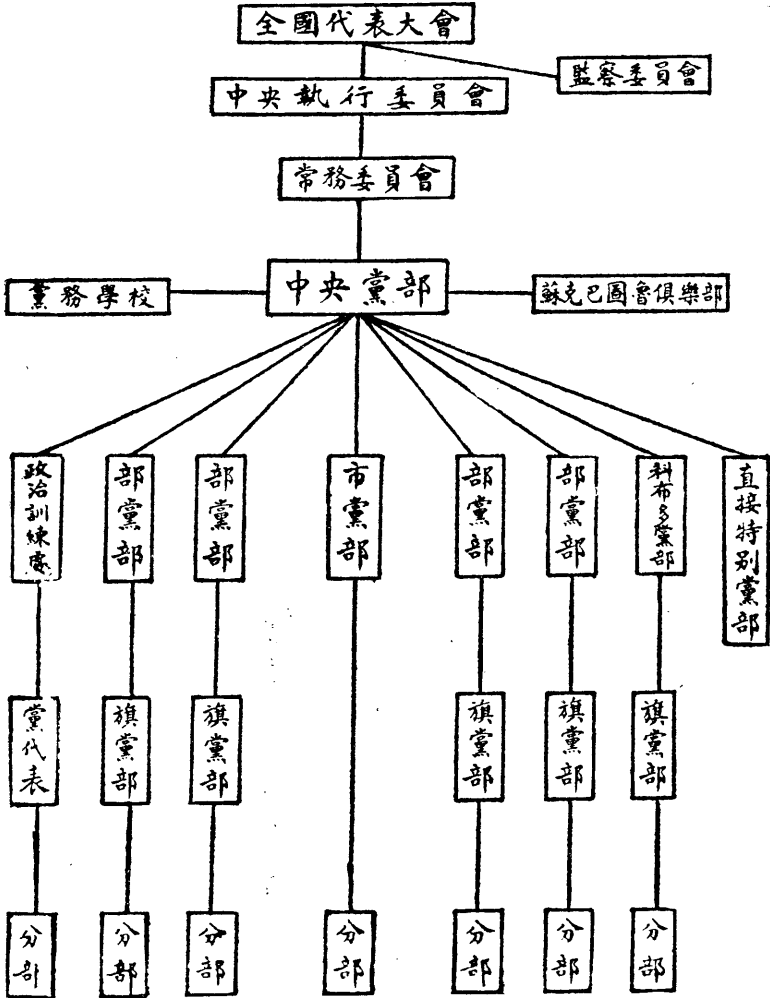 全國代表大會
監察委員會
中央執行委員會
常務委員會
黨務學校
中央黨部
蘇克巴圖魯俱樂部
政治訓練處
部黨部
部黨部
市黨部
部黨部
部黨部
科布多黨部
直接特別黨部
黨代表
旗黨部
旗黨部
旗黨部
旗黨部
旗黨部
分部
分部
分部
分部
分部
分部
分部